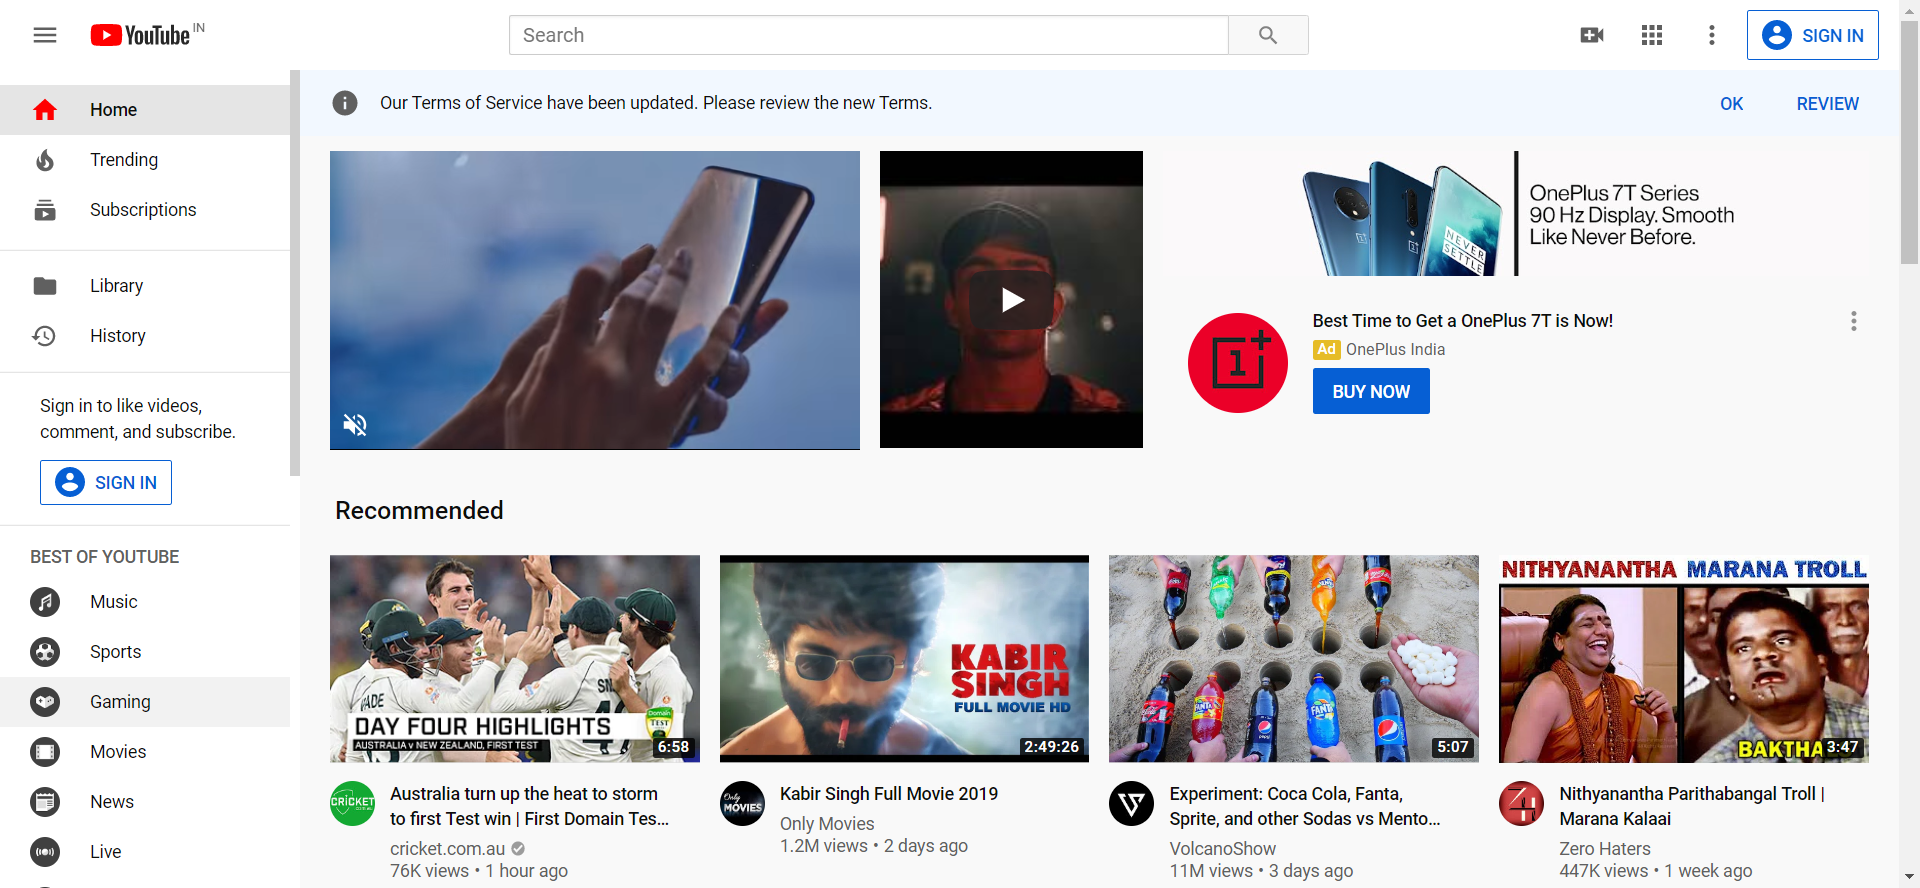 YouTube IN
Search
SIGN IN
Home
Trending
Subscriptions
Library
History
Sign in to like videos,
comment, and subscribe.
SIGN IN
BEST OF YOUTUBE
Music
Sports
Gaming
Movies
News
Live
Our Terms of Service have been updated. Please review the new Terms.
OK
REVIEW
NEVER
SETTLE
OnePlus 7T Series
90 Hz Display. Smooth
Like Never Before.
Best Time to Get a OnePlus 7T is Now!
Ad OnePlus India
BUY NOW
Recommended
DAY FOUR HIGHLIGHTS
AUSTRALIA v NEW ZEALAND, FIRST TEST
Domain
TEST
6:58
CRICKET
Australia turn up the heat to storm
to first Test win | First Domain Tes...
cricket.com.au
76K views • 1 hour ago
KABIR
SINGH
FULL MOVIE HD
2:49:26
Only
MOVIES
Kabir Singh Full Movie 2019
Only Movies
1.2M views • 2 days ago
FANTA
pepsi
FANTA
5:07
Experiment: Coca Cola, Fanta,
Sprite, and other Sodas vs Mento...
VolcanoShow
11M views • 3 days ago
NITHYANANTHA MARANA TROLL
BAKTHA
3:47
Nithyanantha Parithabangal Troll |
Marana Kalaai
Zero Haters
447K views • 1 week ago